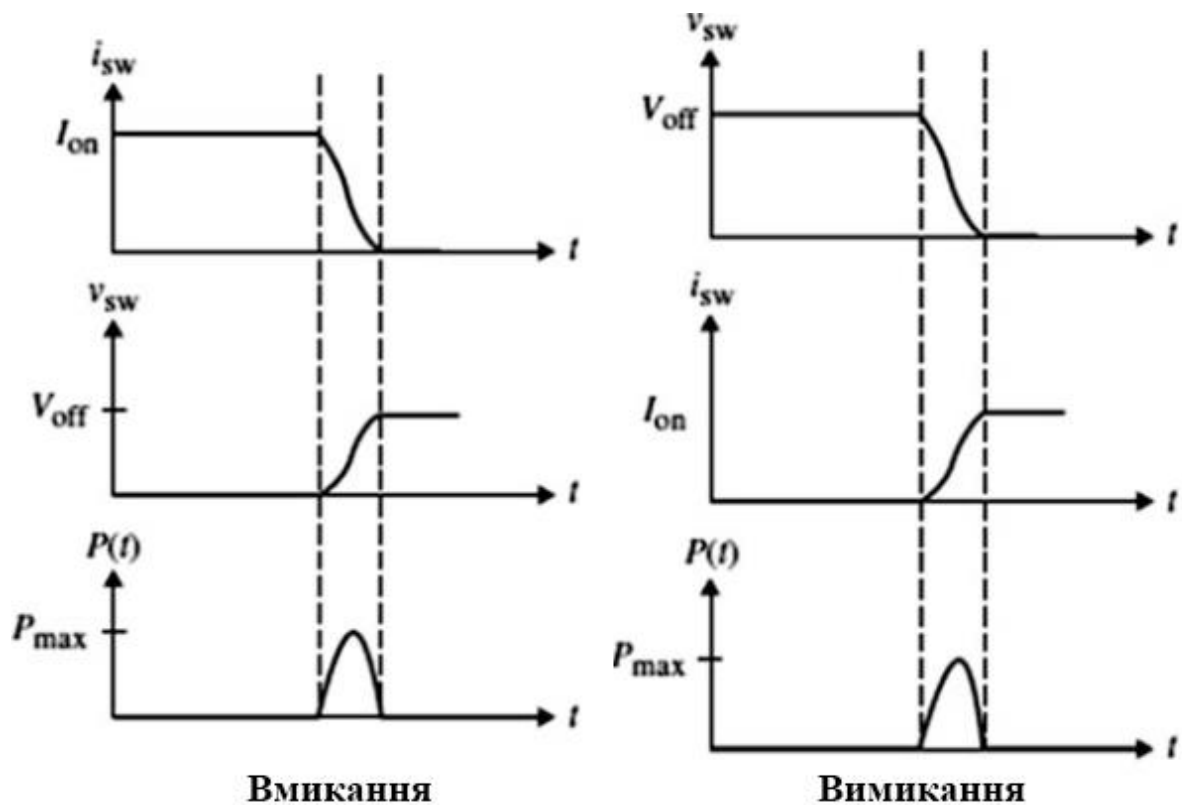 i_sw
I_on
t
v_sw
V_off
t
P(t)
P_max
t
Вмикання
v_sw
V_off
t
i_sw
I_on
t
P(t)
P_max
t
Вимикання